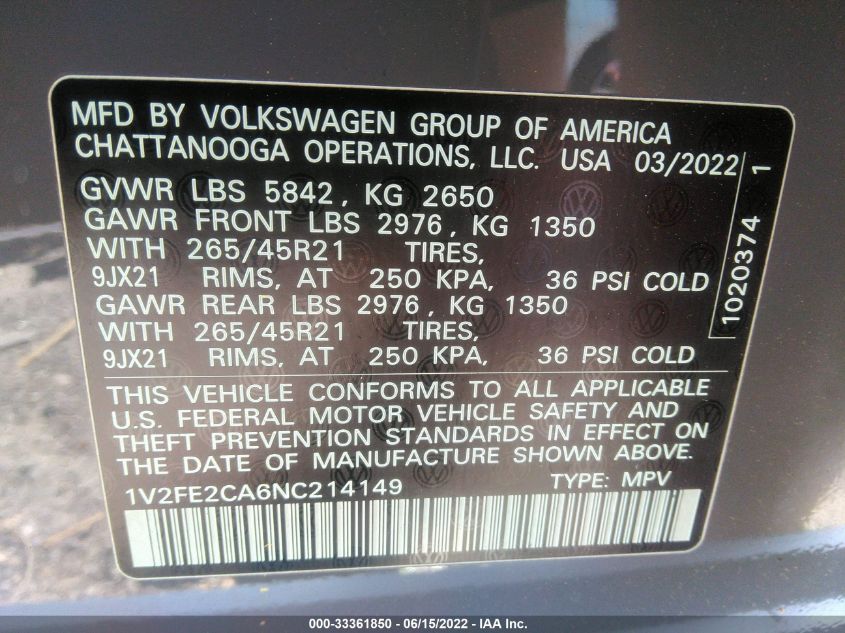 MFD BY VOLKSWAGEN GROUP OF AMERICA
CHATTANOOGA OPERATIONS, LLC. USA 03/2022
GVWR LBS 5842, KG 2650
GAWR FRONT LBS 2976, KG 1350
WITH 265/45R21 TIRES,
9JX21 RIMS, AT 250 KPA, 36 PSI COLD
GAWR REAR LBS 2976, KG 1350
WITH 265/45R21 TIRES,
9JX21 RIMS, AT 250 KPA, 36 PSI COLD
THIS VEHICLE CONFORMS TO ALL APPLICABLE
U.S. FEDERAL MOTOR VEHICLE SAFETY AND
THEFT PREVENTION STANDARDS IN EFFECT ON
THE DATE OF MANUFACTURE SHOWN ABOVE.
1V2FE2CA6NC214149 TYPE: MPV
1020374 1
000-33361850 - 06/15/2022 - IAA Inc.